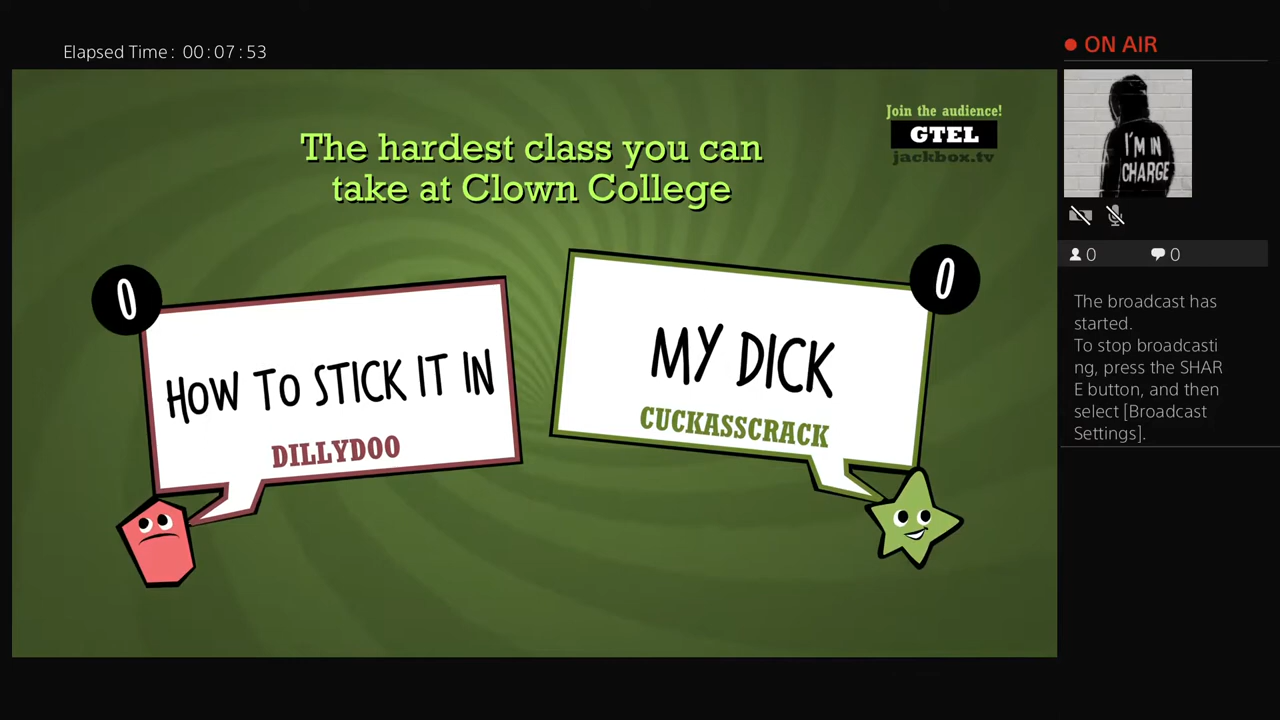 Elapsed Time: 00:07:53
ON AIR
Join the audience!
GTEL
jackbox.tv
The hardest class you can
take at Clown College
I'M IN
CHARGE
0
0
0
0
HOW TO STICK IT IN
DILLYDOO
MY DICK
CUCKASSCRACK
The broadcast has
started.
To stop broadcasti
ng, press the SHAR
E button, and then
select [Broadcast
Settings].